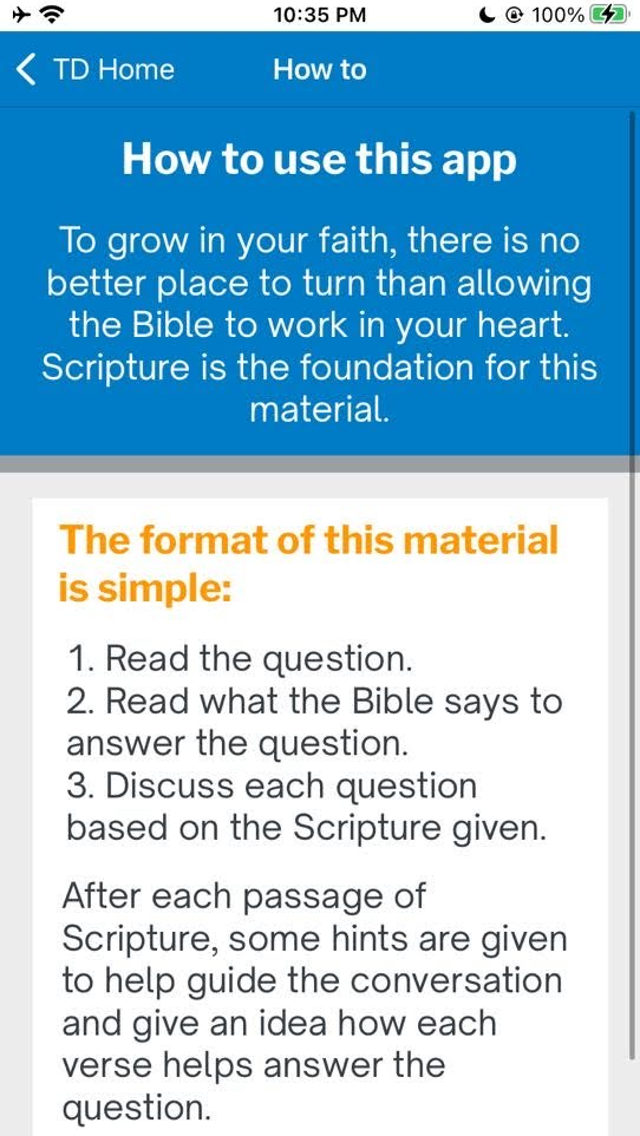 10:35 PM
100%
TD Home
How to
How to use this app
To grow in your faith, there is no
better place to turn than allowing
the Bible to work in your heart.
Scripture is the foundation for this
material.
The format of this material
is simple:
1. Read the question.
2. Read what the Bible says to
answer the question.
3. Discuss each question
based on the Scripture given.
After each passage of
Scripture, some hints are given
to help guide the conversation
and give an idea how each
verse helps answer the
question.